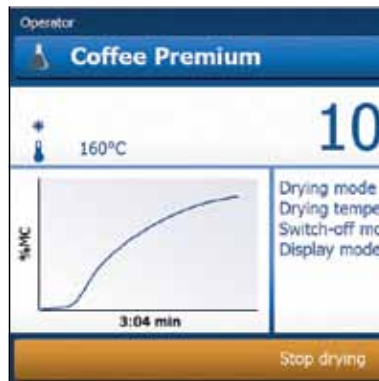 Operator
Coffee Premium
10
160°C
Drying mode
Drying tempe
Switch-off mo
Display mode
%MC
3:04 min
Stop drying